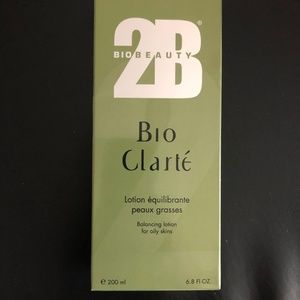 2B®
BIOBEAUTY
BIO
Clarté
Lotion équilibrante
peaux grasses
Balancing lotion
for oily skins
e 200 ml 6.8 FL OZ.